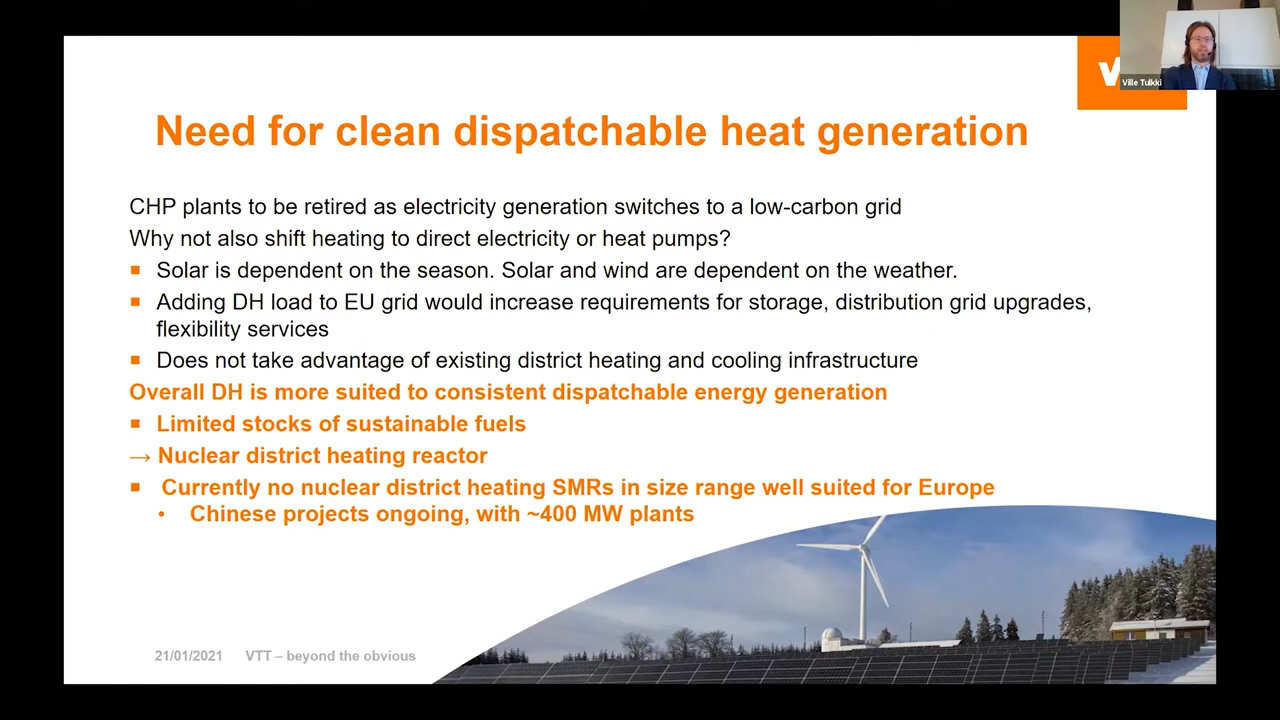 Ville Tulkki
Need for clean dispatchable heat generation
CHP plants to be retired as electricity generation switches to a low-carbon grid
Why not also shift heating to direct electricity or heat pumps?
Solar is dependent on the season. Solar and wind are dependent on the weather.
Adding DH load to EU grid would increase requirements for storage, distribution grid upgrades,
flexibility services
Does not take advantage of existing district heating and cooling infrastructure
Overall DH is more suited to consistent dispatchable energy generation
Limited stocks of sustainable fuels
→ Nuclear district heating reactor
Currently no nuclear district heating SMRs in size range well suited for Europe
• Chinese projects ongoing, with ~400 MW plants
21/01/2021 VTT – beyond the obvious